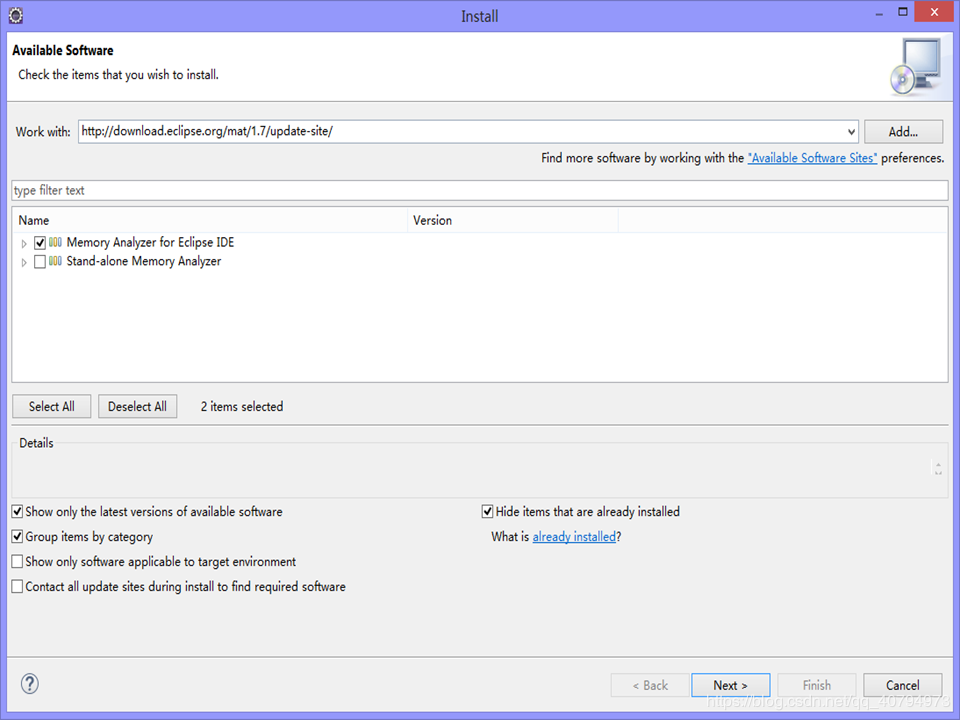 Install
Available Software
Check the items that you wish to install.
Work with: http://download.eclipse.org/mat/1.7/update-site/ Add...
Find more software by working with the "Available Software Sites" preferences.
type filter text
Name Version
Memory Analyzer for Eclipse IDE
Stand-alone Memory Analyzer
Select All Deselect All 2 items selected
Details
Show only the latest versions of available software Hide items that are already installed
Group items by category What is already installed?
Show only software applicable to target environment
Contact all update sites during install to find required software
? < Back Next > Finish Cancel
https://blog.csdn.net/qq_40794973